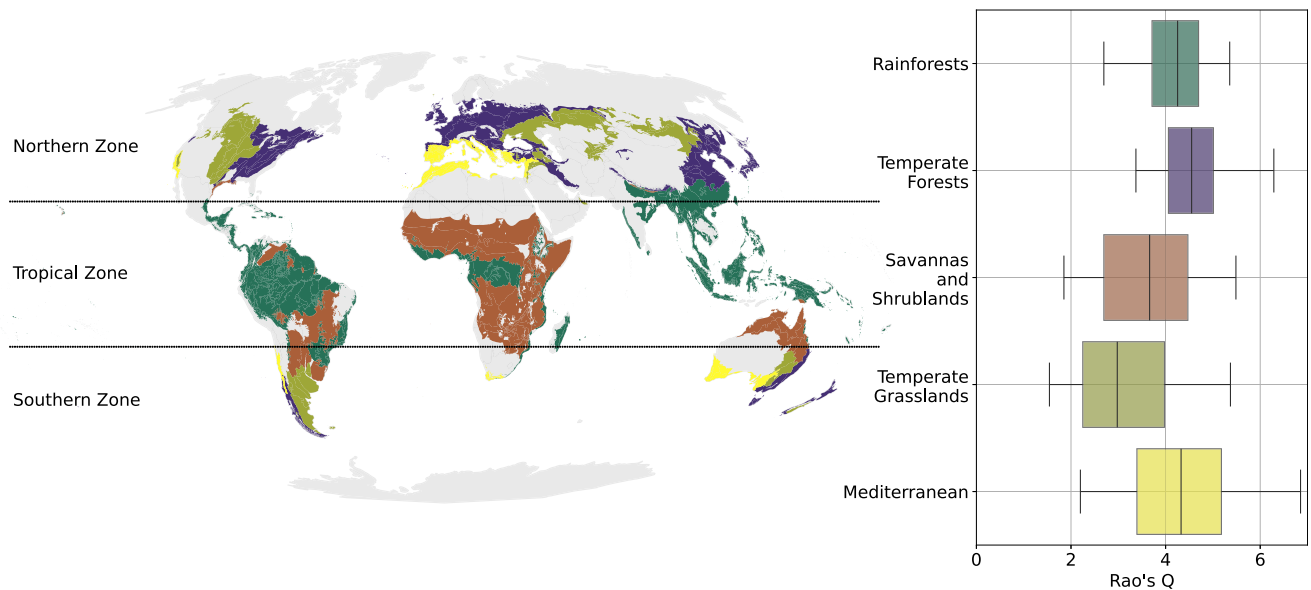 Northern Zone
Tropical Zone
Southern Zone
Rainforests
Temperate
Forests
Savannas
and
Shrublands
Temperate
Grasslands
Mediterranean
0 2 4 6
Rao's Q